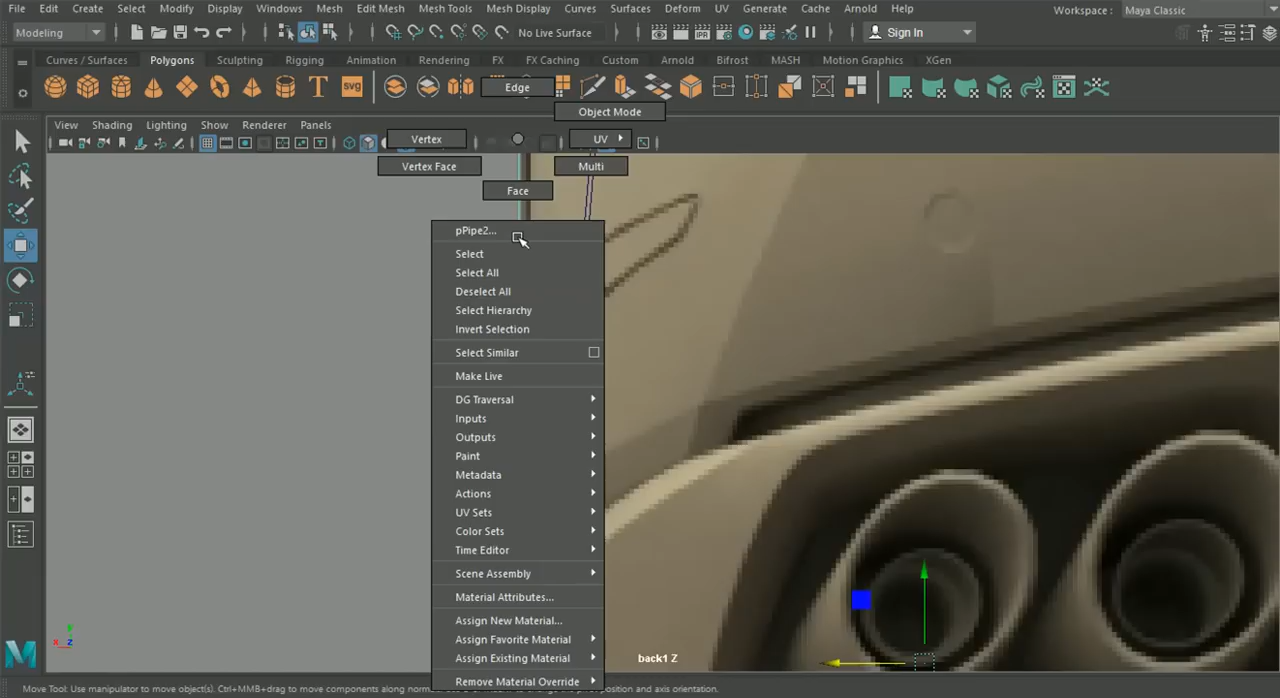 File Edit Create Select Modify Display Windows Mesh Edit Mesh Mesh Tools Mesh Display Curves Surfaces Deform UV Generate Cache Arnold Help Workspace : Maya Classic
Modeling No Live Surface Sign In
Curves / Surfaces Polygons Sculpting Rigging Animation Rendering FX FX Caching Custom Arnold Bifrost MASH Motion Graphics XGen
T svg
Edge
Object Mode
View Shading Lighting Show Renderer Panels
Vertex UV
Vertex Face Multi
Face
pPipe2...
Select
Select All
Deselect All
Select Hierarchy
Invert Selection
Select Similar
Make Live
DG Traversal
Inputs
Outputs
Paint
Metadata
Actions
UV Sets
Color Sets
Time Editor
Scene Assembly
Material Attributes...
Assign New Material...
Assign Favorite Material
Assign Existing Material
Remove Material Override
y
x z
back1 Z
Move Tool: Use manipulator to move object(s). Ctrl+MMB+drag to move components along norm position and axis orientation.